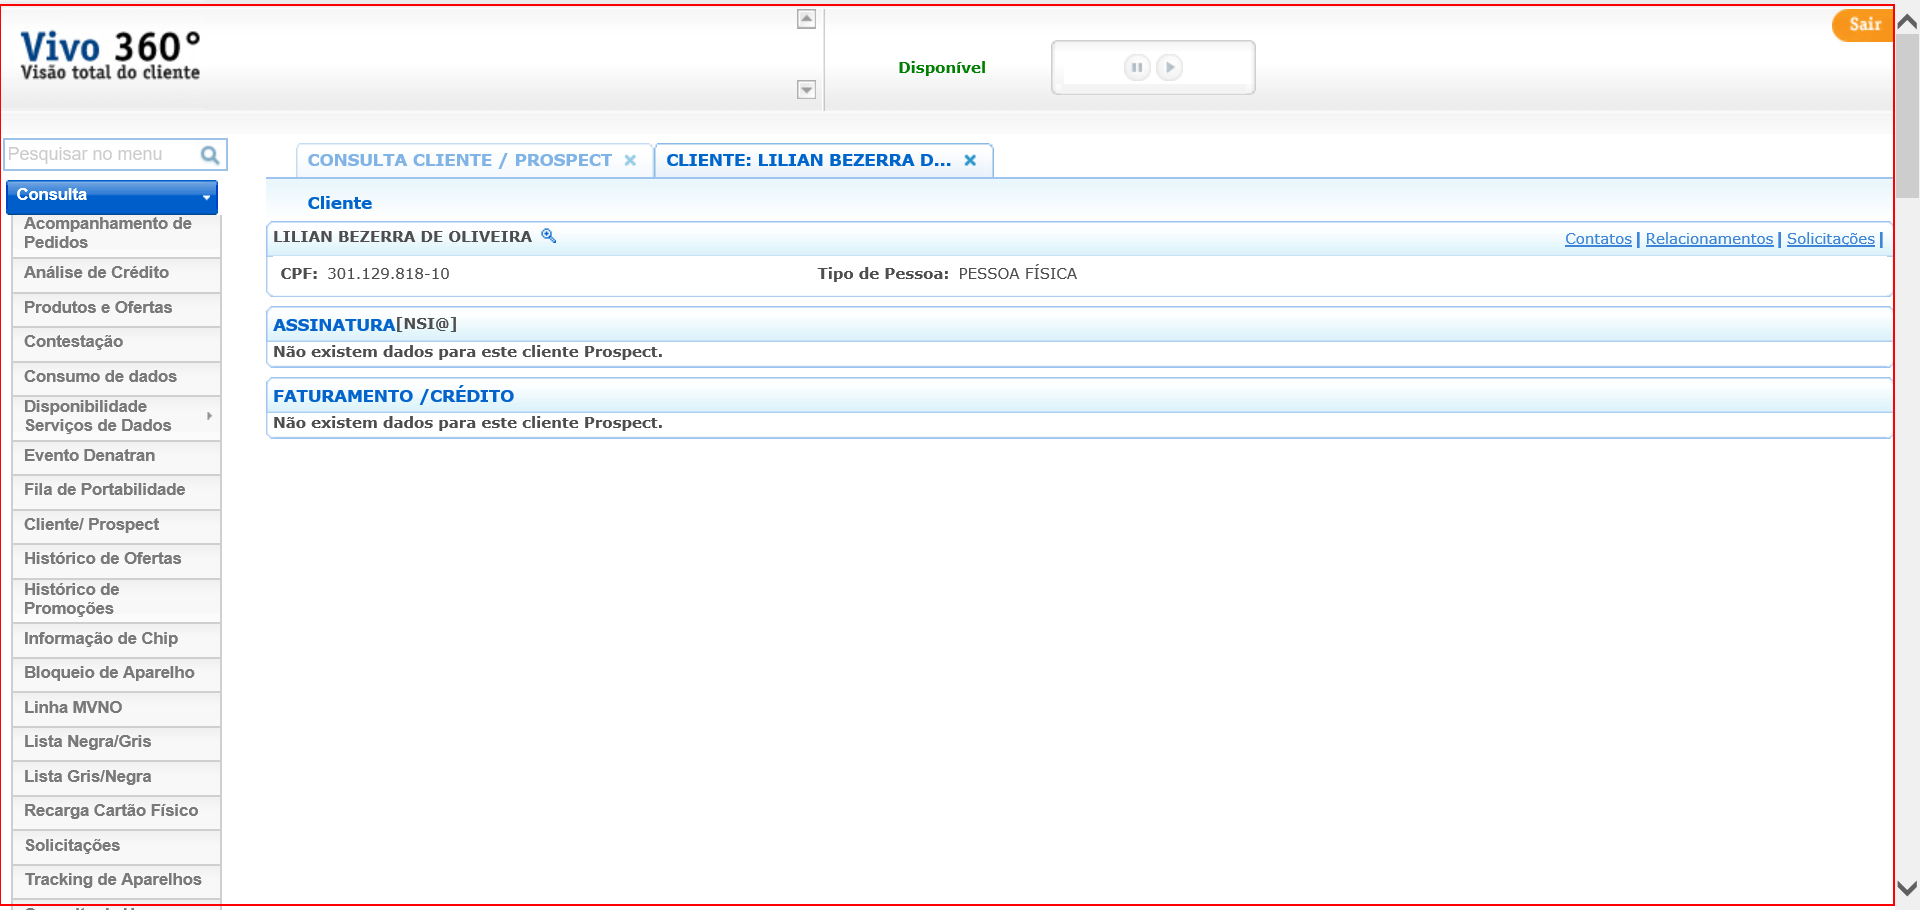 Vivo 360°
Visão total do cliente
Disponível
Sair
Pesquisar no menu
Consulta
Acompanhamento de
Pedidos
Análise de Crédito
Produtos e Ofertas
Contestação
Consumo de dados
Disponibilidade
Serviços de Dados
Evento Denatran
Fila de Portabilidade
Cliente/ Prospect
Histórico de Ofertas
Histórico de
Promoções
Informação de Chip
Bloqueio de Aparelho
Linha MVNO
Lista Negra/Gris
Lista Gris/Negra
Recarga Cartão Físico
Solicitações
Tracking de Aparelhos
CONSULTA CLIENTE / PROSPECT
CLIENTE: LILIAN BEZERRA D...
Cliente
LILIAN BEZERRA DE OLIVEIRA
Contatos | Relacionamentos | Solicitações |
CPF: 301.129.818-10 Tipo de Pessoa: PESSOA FÍSICA
ASSINATURA[NSI@]
Não existem dados para este cliente Prospect.
FATURAMENTO /CRÉDITO
Não existem dados para este cliente Prospect.